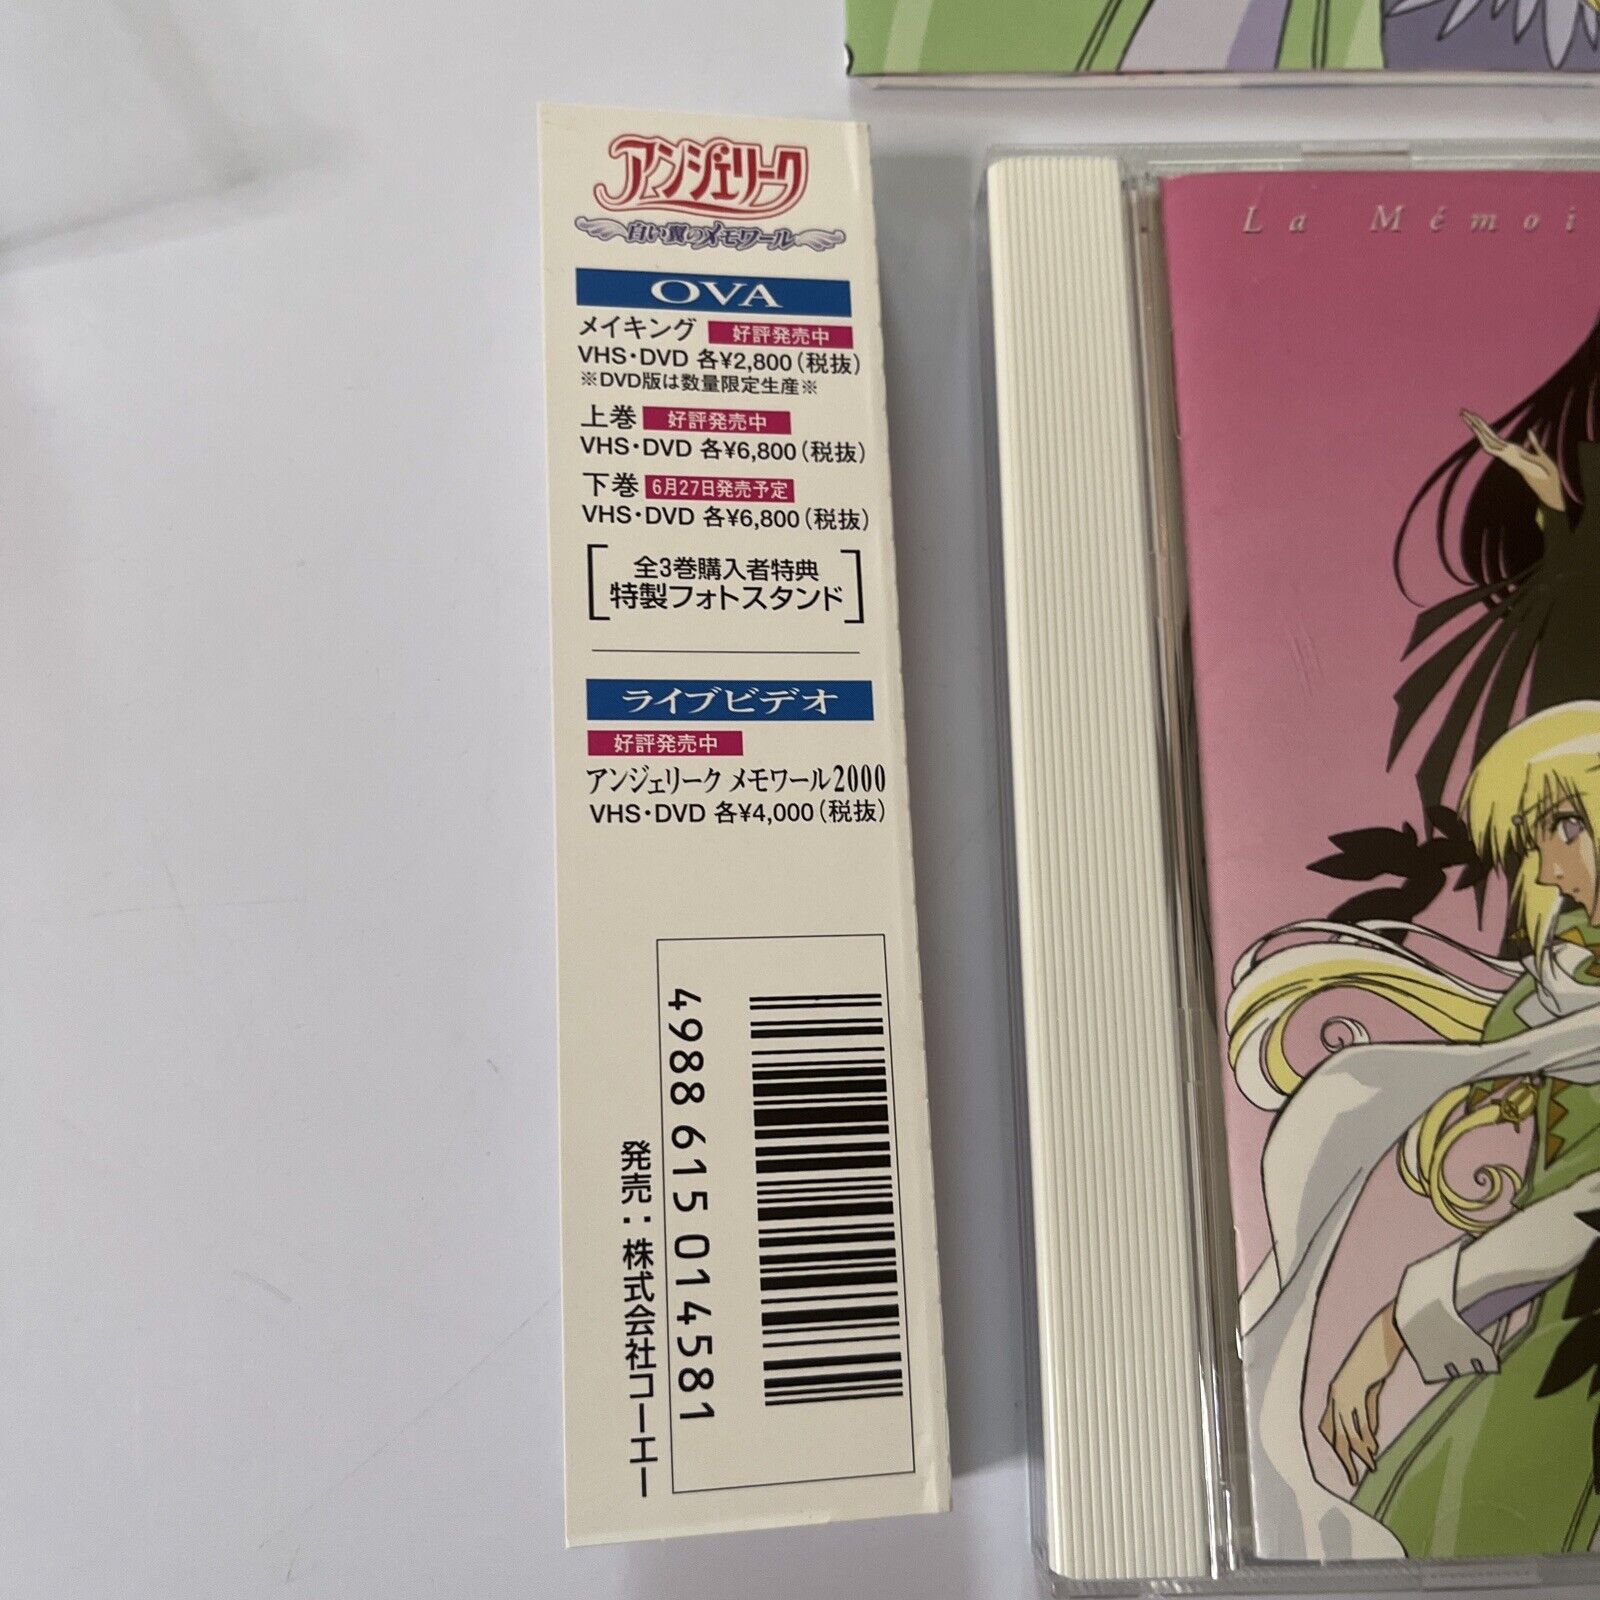 アンジェリーク
白い翼のメモワール
OVA
メイキング 好評発売中
VHS・DVD 各¥2,800(税抜)
※DVD版は数量限定生産※
上巻 好評発売中
VHS・DVD 各¥6,800(税抜)
下巻 6月27日発売予定
VHS・DVD 各¥6,800(税抜)
全3巻購入者特典
特製フォトスタンド
ライブビデオ
好評発売中
アンジェリーク メモワール2000
VHS・DVD 各¥4,000(税抜)
4988615014581
発売:株式会社コーエー
La Mémoi